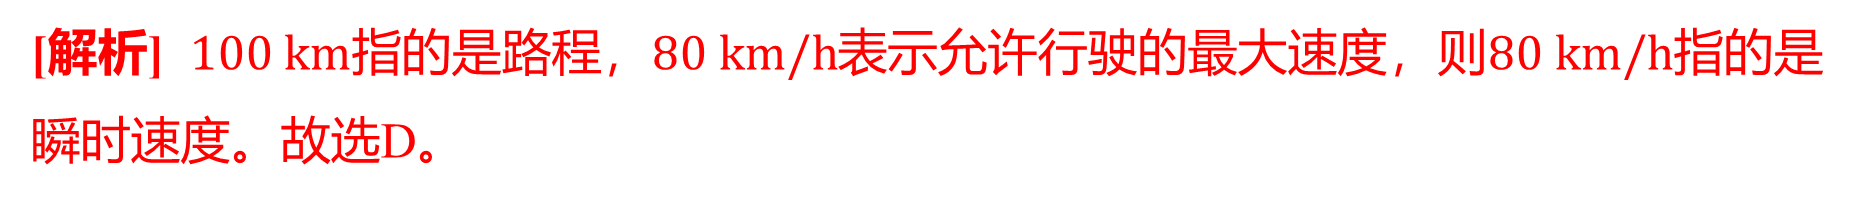 [解析] 100 km指的是路程，80 km/h表示允许行驶的最大速度，则80 km/h指的是
瞬时速度。故选D。